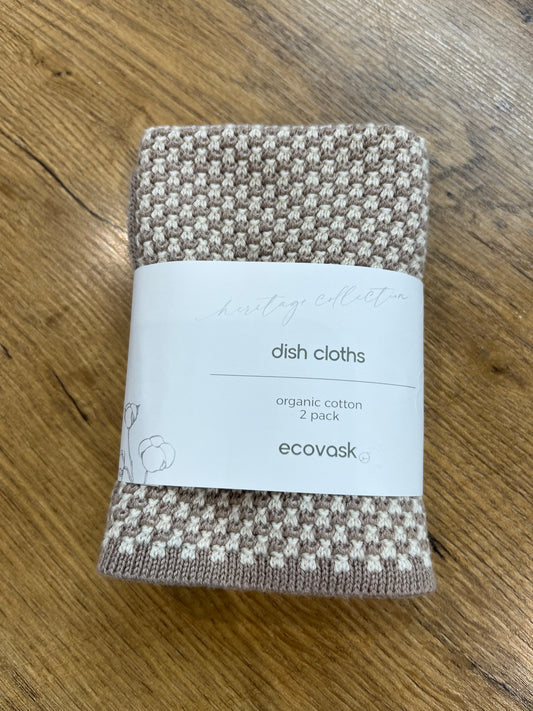 heritage collection
dish cloths
organic cotton
2 pack
ecovask